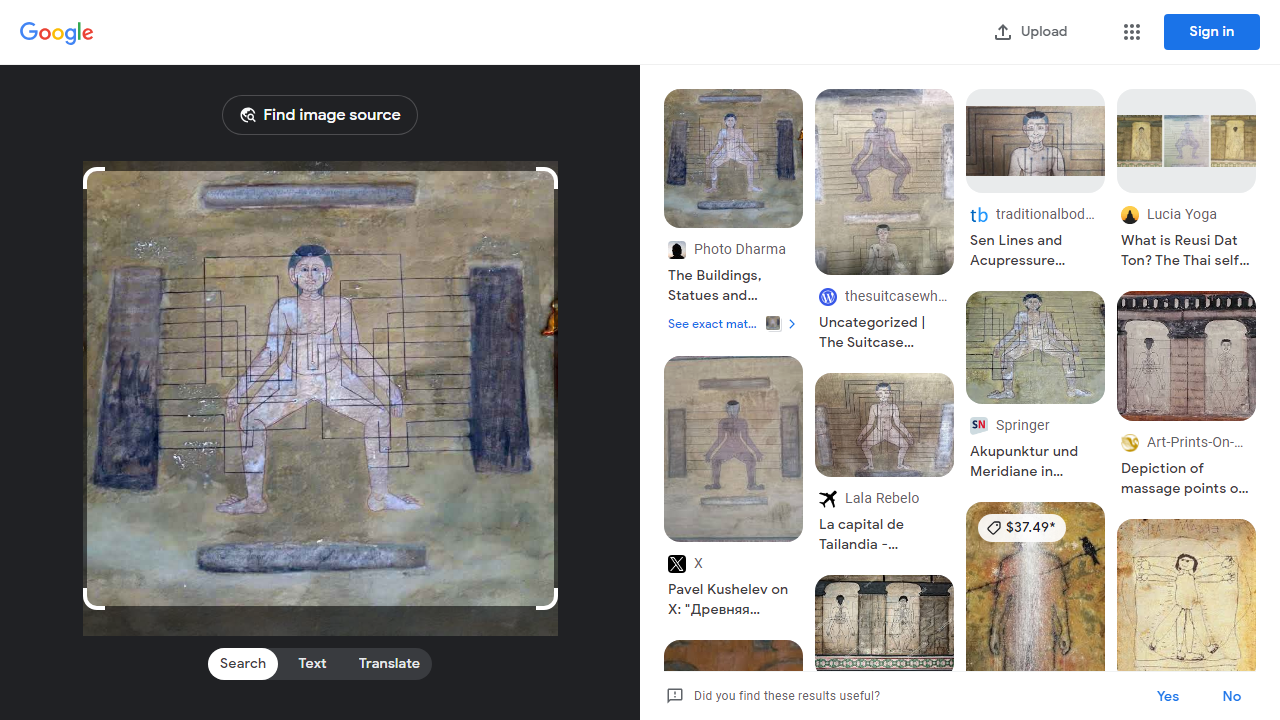 Google
Upload
Sign in
Find image source
Search
Text
Translate
Photo Dharma
The Buildings,
Statues and...
See exact mat...
X
Pavel Kushelev on
X: "Древняя...
thesuitcasewh...
Uncategorized |
The Suitcase...
Lala Rebelo
La capital de
Tailandia -...
tb
traditionalbod...
Sen Lines and
Acupressure...
SN
Springer
Akupunktur und
Meridiane in...
$37.49*
Lucia Yoga
What is Reusi Dat
Ton? The Thai self...
Art-Prints-On-...
Depiction of
massage points o...
Did you find these results useful?
Yes
No